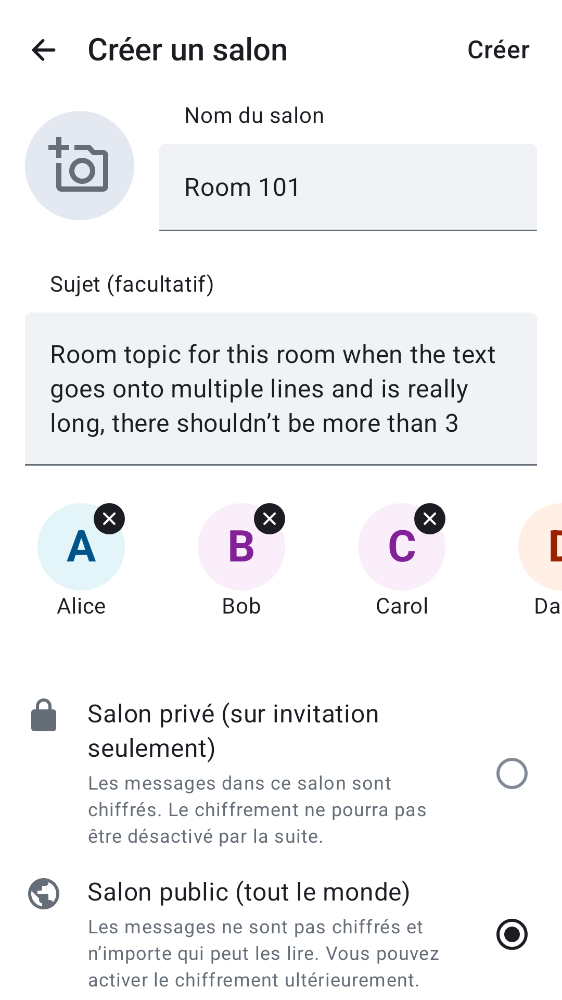 Créer un salon
Créer
Nom du salon
Room 101
Sujet (facultatif)
Room topic for this room when the text
goes onto multiple lines and is really
long, there shouldn’t be more than 3
A
B
C
D
Alice
Bob
Carol
Da
Salon privé (sur invitation
seulement)
Les messages dans ce salon sont
chiffrés. Le chiffrement ne pourra pas
être désactivé par la suite.
Salon public (tout le monde)
Les messages ne sont pas chiffrés et
n’importe qui peut les lire. Vous pouvez
activer le chiffrement ultérieurement.